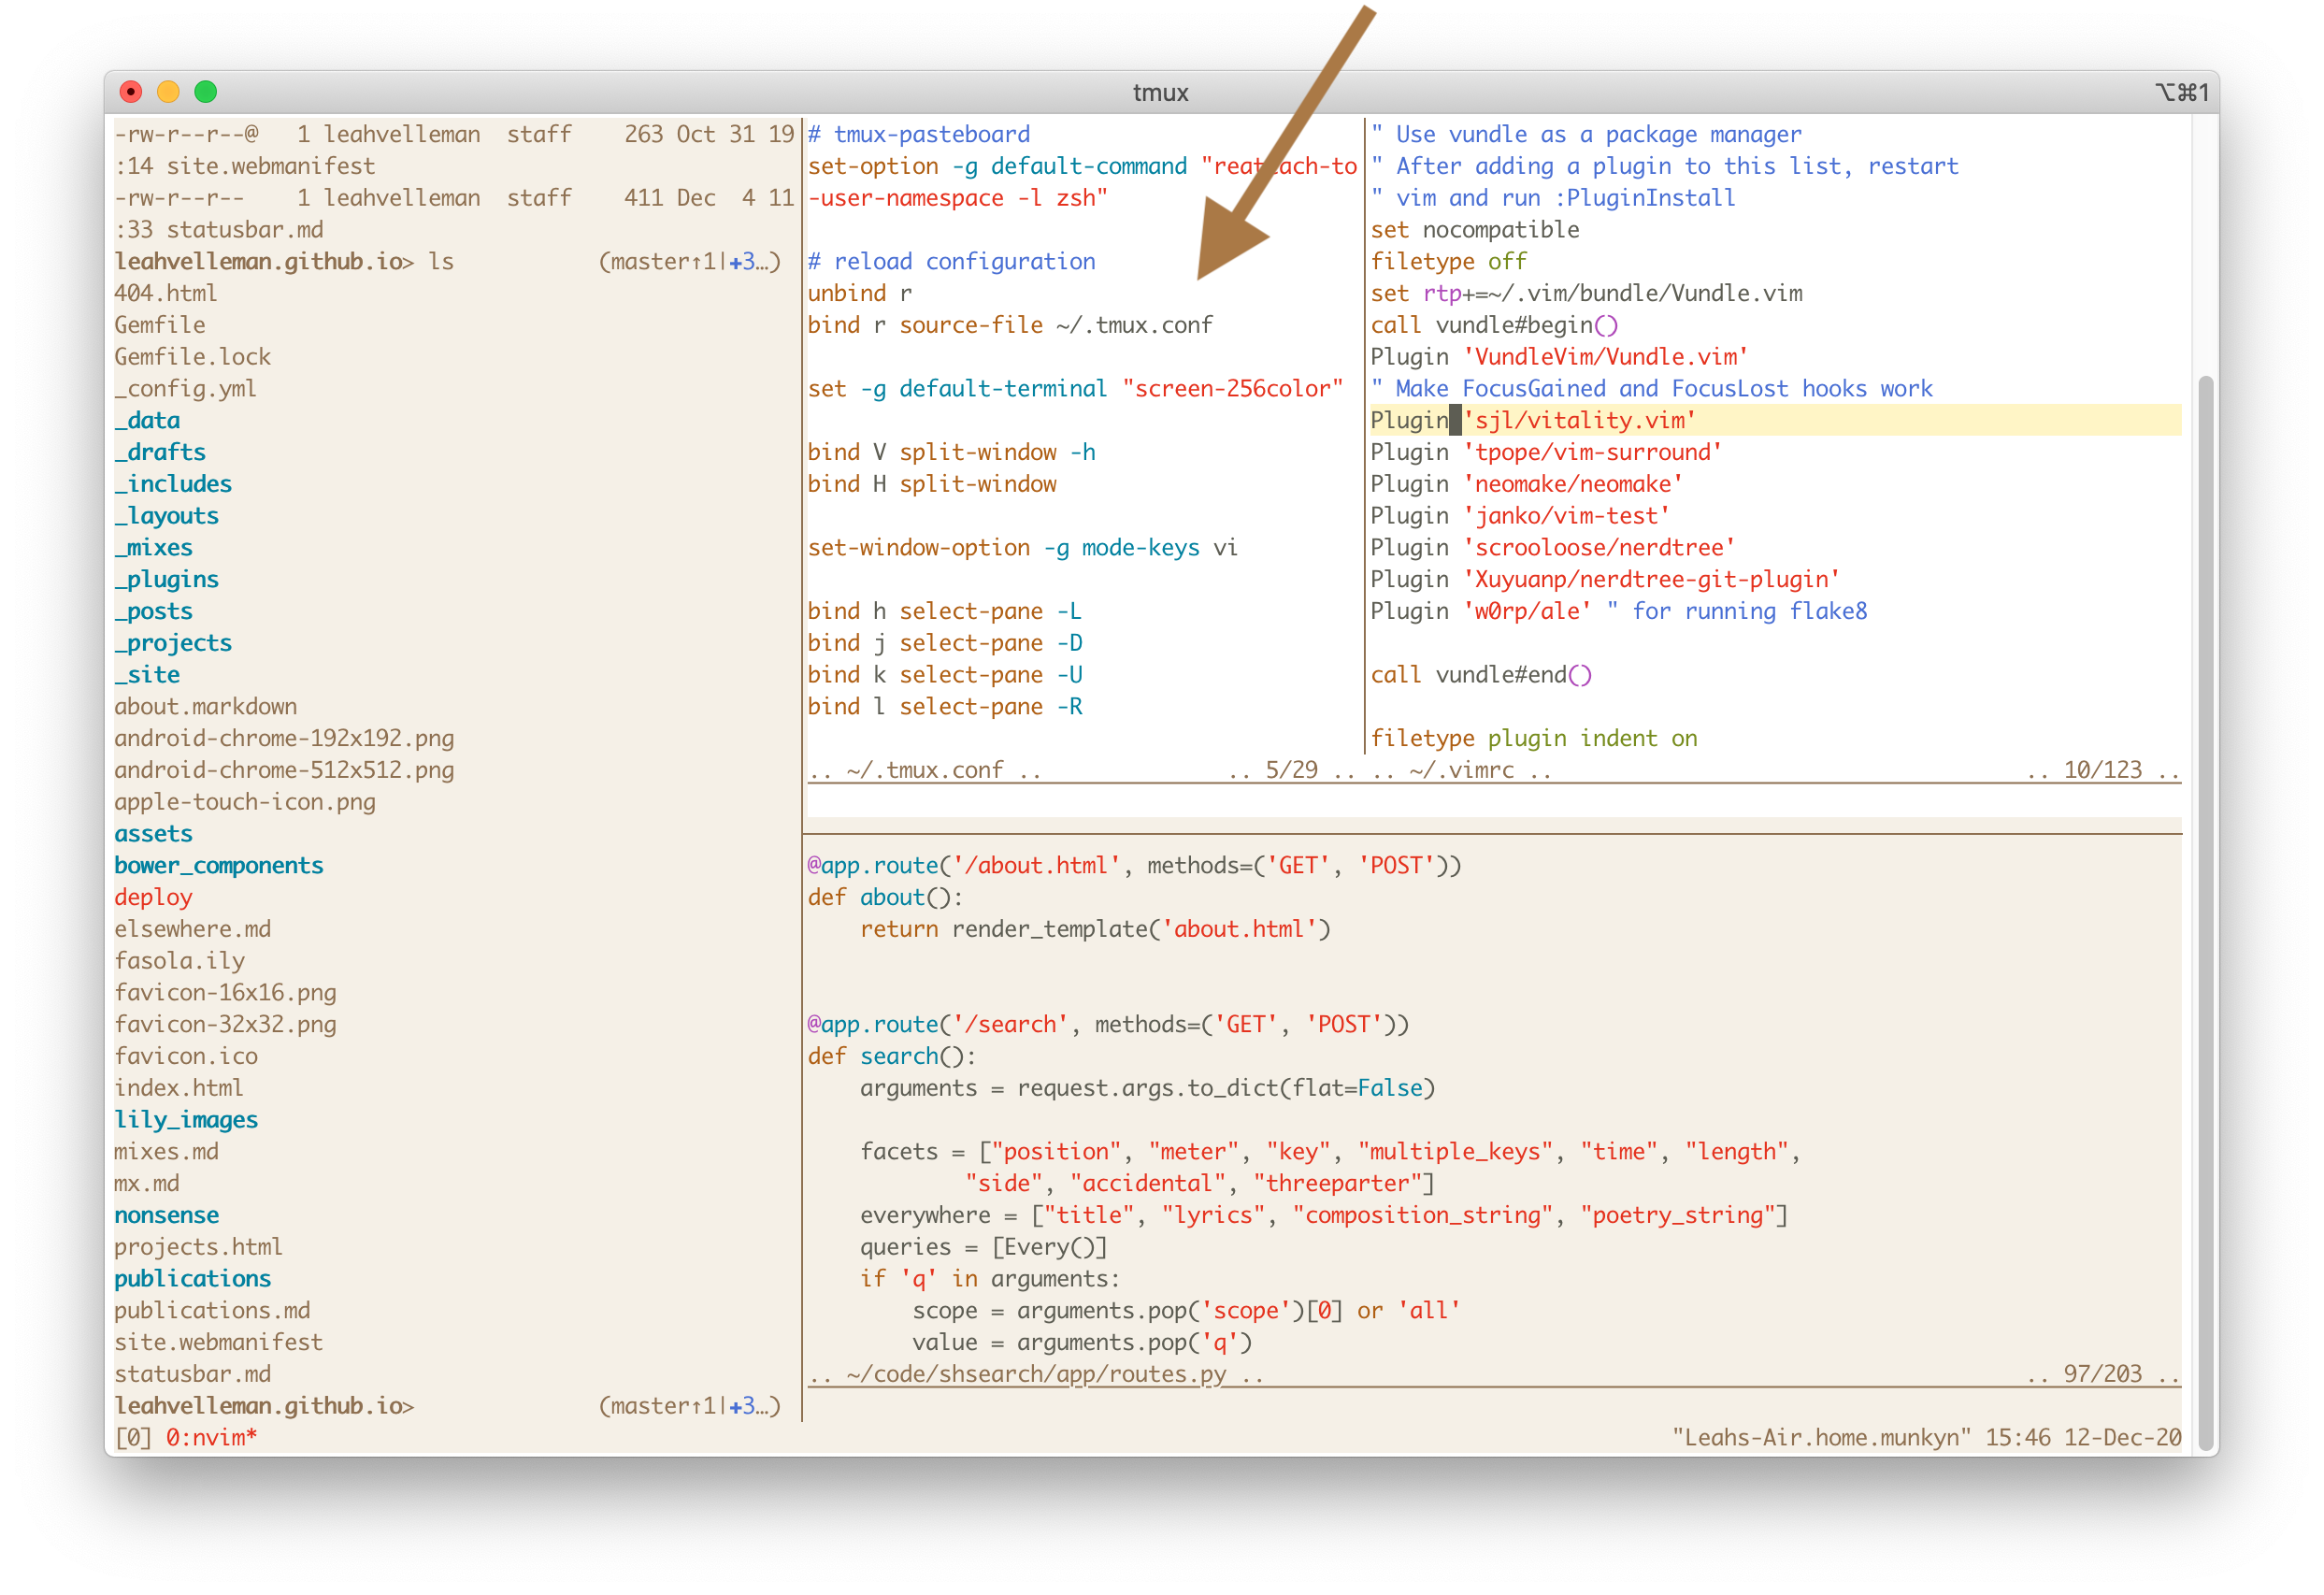 tmux
⌥⌘1
-rw-r--r--@   1 leahvelleman  staff    263 Oct 31 19
:14 site.webmanifest
-rw-r--r--    1 leahvelleman  staff    411 Dec  4 11
:33 statusbar.md
leahvelleman.github.io> ls           (master↑1|✚3…)
404.html
Gemfile
Gemfile.lock
_config.yml
_data
_drafts
_includes
_layouts
_mixes
_plugins
_posts
_projects
_site
about.markdown
android-chrome-192x192.png
android-chrome-512x512.png
apple-touch-icon.png
assets
bower_components
deploy
elsewhere.md
fasola.ily
favicon-16x16.png
favicon-32x32.png
favicon.ico
index.html
lily_images
mixes.md
mx.md
nonsense
projects.html
publications
publications.md
site.webmanifest
statusbar.md
leahvelleman.github.io>              (master↑1|✚3…)
# tmux-pasteboard
set-option -g default-command "reattach-to
-user-namespace -l zsh"
# reload configuration
unbind r
bind r source-file ~/.tmux.conf
set -g default-terminal "screen-256color"
bind V split-window -h
bind H split-window
set-window-option -g mode-keys vi
bind h select-pane -L
bind j select-pane -D
bind k select-pane -U
bind l select-pane -R
.. ~/.tmux.conf ..              .. 5/29 ..
" Use vundle as a package manager
" After adding a plugin to this list, restart
" vim and run :PluginInstall
set nocompatible
filetype off
set rtp+=~/.vim/bundle/Vundle.vim
call vundle#begin()
Plugin 'VundleVim/Vundle.vim'
" Make FocusGained and FocusLost hooks work
Plugin 'sjl/vitality.vim'
Plugin 'tpope/vim-surround'
Plugin 'neomake/neomake'
Plugin 'janko/vim-test'
Plugin 'scrooloose/nerdtree'
Plugin 'Xuyuanp/nerdtree-git-plugin'
Plugin 'w0rp/ale' " for running flake8
call vundle#end()
filetype plugin indent on
.. ~/.vimrc ..                                    .. 10/123 ..
@app.route('/about.html', methods=('GET', 'POST'))
def about():
    return render_template('about.html')
@app.route('/search', methods=('GET', 'POST'))
def search():
    arguments = request.args.to_dict(flat=False)
    facets = ["position", "meter", "key", "multiple_keys", "time", "length",
            "side", "accidental", "threeparter"]
    everywhere = ["title", "lyrics", "composition_string", "poetry_string"]
    queries = [Every()]
    if 'q' in arguments:
        scope = arguments.pop('scope')[0] or 'all'
        value = arguments.pop('q')
.. ~/code/shsearch/app/routes.py ..                                    .. 97/203 ..
[0] 0:nvim*                                    "Leahs-Air.home.munkyn" 15:46 12-Dec-20